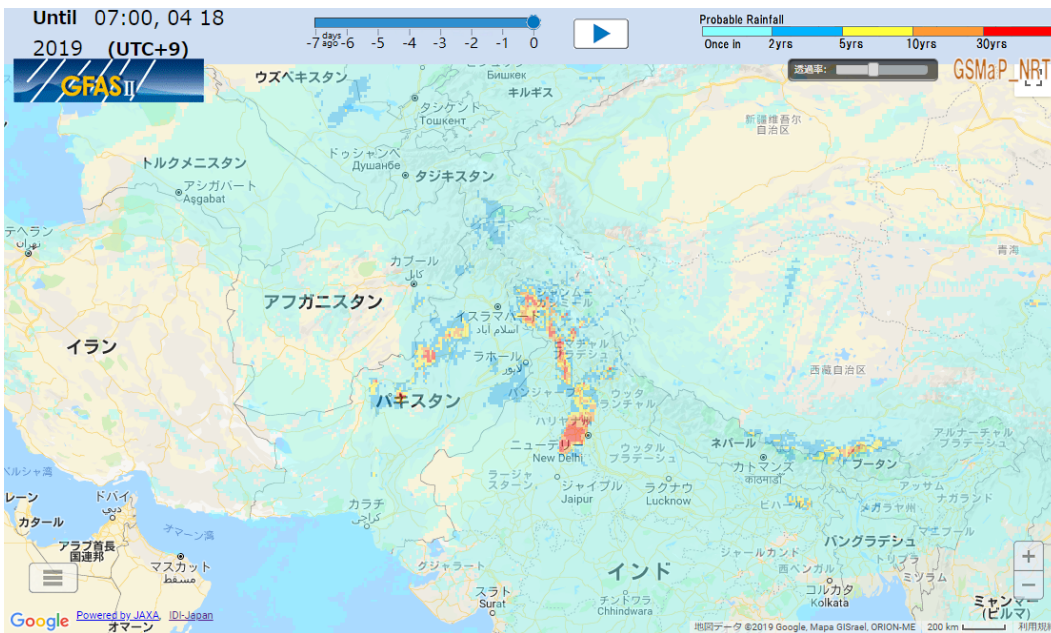 Until 07:00, 04 18
2019 (UTC+9)
-7 days ago -6 -5 -4 -3 -2 -1 0
Probable Rainfall
Once in 2yrs 5yrs 10yrs 30yrs
GFAS II
透過率:
GSMaP_NRT
ウズベキスタン
Бишкек
キルギス
タシケント
Тошкент
新疆維吾尔
自治区
ドゥシャンベ
Душанбе
トルクメニスタン
タジキスタン
アシガバート
Aşgabat
テヘラン
تهران
カブール
کابل
青海
アフガニスタン
イスラマバード
اسلام آباد
イラン
ラホール
لاہور
西藏自治区
パキスタン
パンジャーブ
ハリヤナ州
ニューデリー
New Delhi
ウッタル
プラデーシュ
ネパール
カトマンズ
काठमाडौं
ブータン
アルナーチャル
プラデーシュ
アッサム
ナガランド
ペルシャ湾
ラージャ
スターン
ジャイプル
Jaipur
ラクナウ
Lucknow
ビハール
メガラヤ州
マニプール
ドバイ
دبي
カラチ
کراچی
カタール
オマーン湾
アラブ首長
国連邦
マスカット
مسقط
バングラデシュ
トリプラ
ミゾラム
グジャラート
インド
ジャールカンド
西ベンガル
コルカタ
Kolkata
スラト
Surat
チンドワラ
Chhindwara
ミャンマー
(ビルマ)
+
−
Google
Powered by JAXA, IDI-Japan
オマーン
地図データ ©2019 Google, Mapa GISrael, ORION-ME 200 km 利用規